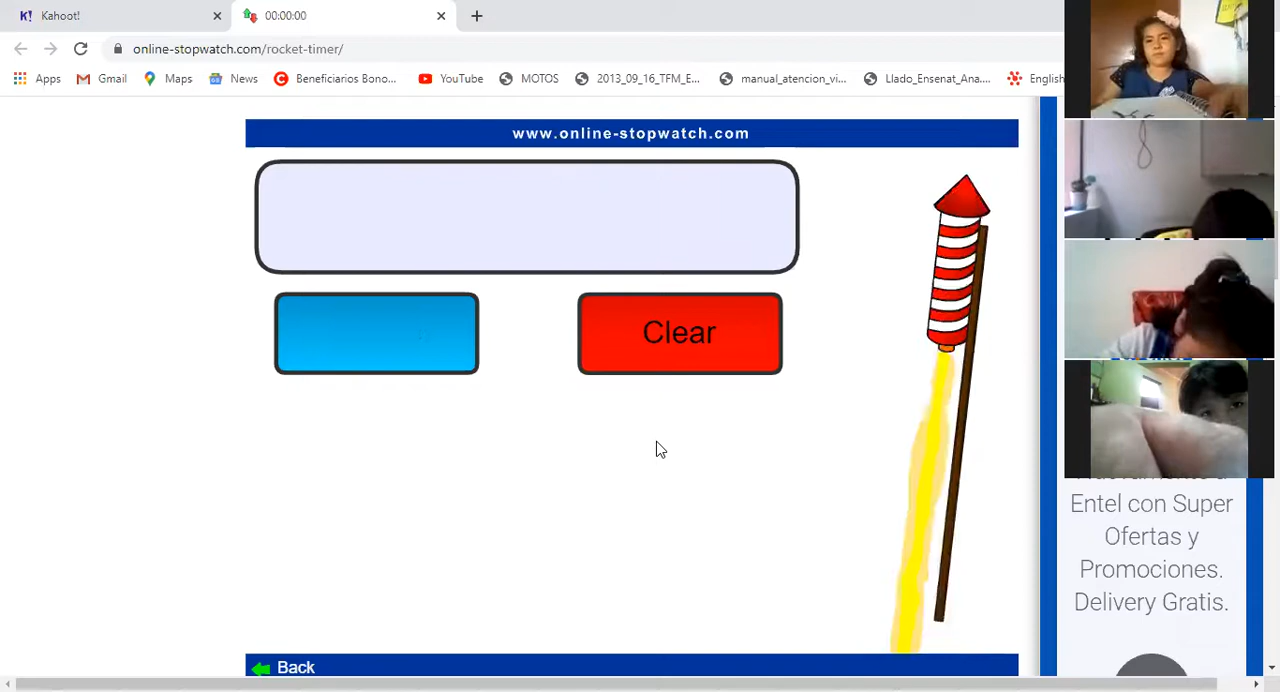 Kahoot!
00:00:00
online-stopwatch.com/rocket-timer/
Apps
Gmail
Maps
News
Beneficiarios Bono...
YouTube
MOTOS
2013_09_16_TFM_E...
manual_atencion_vi...
Llado_Ensenat_Ana....
English
www.online-stopwatch.com
Clear
Entel con Super
Ofertas y
Promociones.
Delivery Gratis.
Back